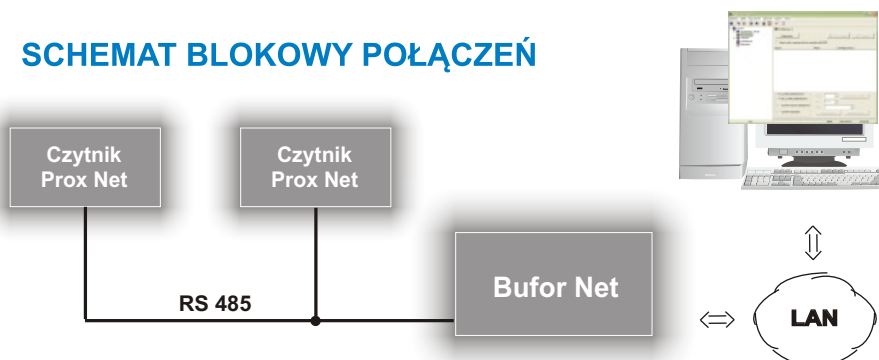 SCHEMAT BLOKOWY POŁĄCZEŃ
Czytnik
Prox Net
Czytnik
Prox Net
Bufor Net
RS 485
LAN